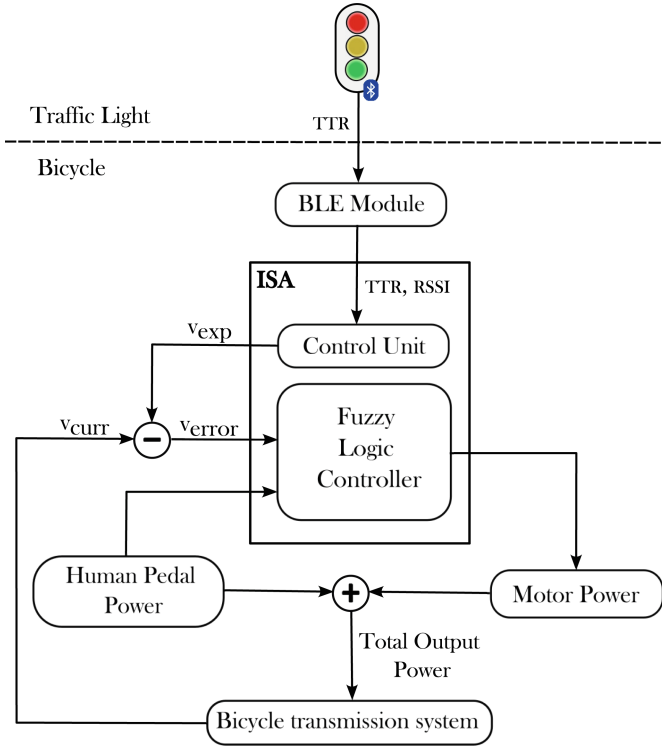 Traffic Light
TTR
Bicycle
BLE Module
ISA
TTR, RSSI
vexp
Control Unit
vcurr
verror
Fuzzy
Logic
Controller
Human Pedal
Power
Motor Power
Total Output
Power
Bicycle transmission system